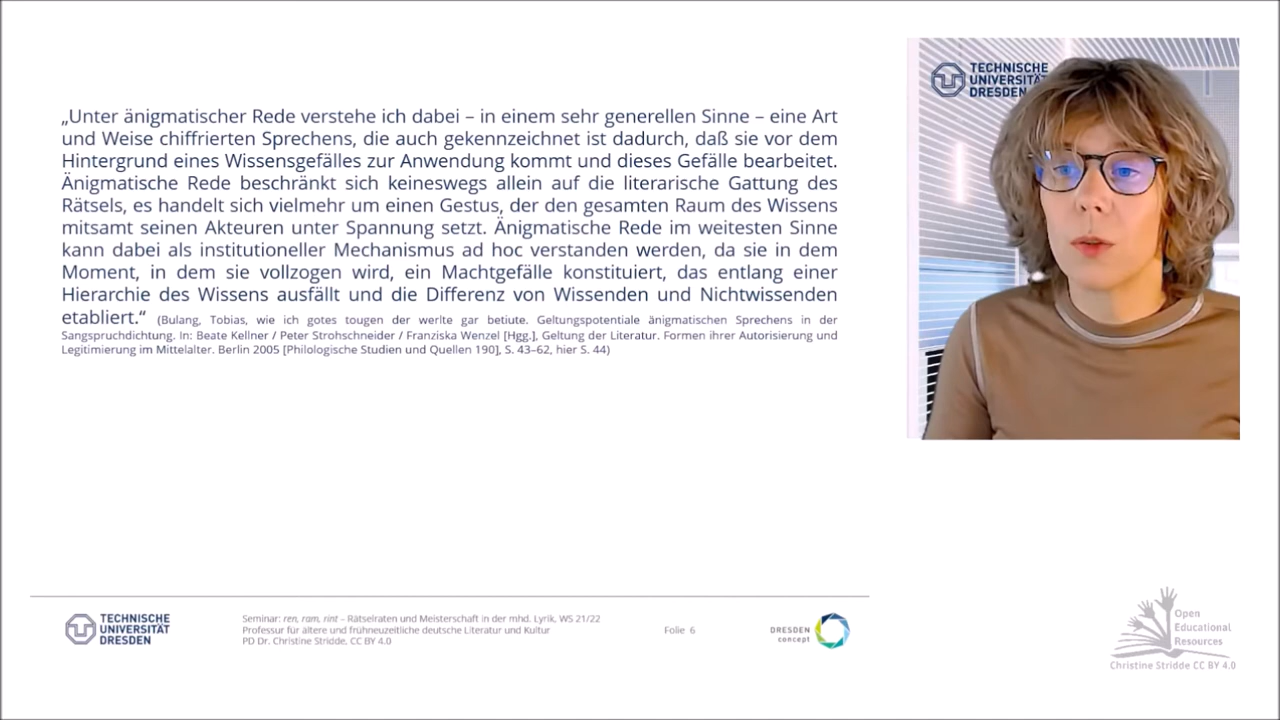 „Unter änigmatischer Rede verstehe ich dabei – in einem sehr generellen Sinne – eine Art
und Weise chiffrierten Sprechens, die auch gekennzeichnet ist dadurch, daß sie vor dem
Hintergrund eines Wissensgefälles zur Anwendung kommt und dieses Gefälle bearbeitet.
Änigmatische Rede beschränkt sich keineswegs allein auf die literarische Gattung des
Rätsels, es handelt sich vielmehr um einen Gestus, der den gesamten Raum des Wissens
mitsamt seinen Akteuren unter Spannung setzt. Änigmatische Rede im weitesten Sinne
kann dabei als institutioneller Mechanismus ad hoc verstanden werden, da sie in dem
Moment, in dem sie vollzogen wird, ein Machtgefälle konstituiert, das entlang einer
Hierarchie des Wissens ausfällt und die Differenz von Wissenden und Nichtwissenden
etabliert.“ (Bulang, Tobias, wie ich gotes tougen der werlte gar betiute. Geltungspotentiale änigmatischen Sprechens in der
Sangspruchdichtung. In: Beate Kellner / Peter Strohschneider / Franziska Wenzel [Hgg.], Geltung der Literatur. Formen ihrer Autorisierung und
Legitimierung im Mittelalter. Berlin 2005 [Philologische Studien und Quellen 190], S. 43–62, hier S. 44)
TECHNISCHE
UNIVERSITÄT
DRESDEN
TECHNISCHE
UNIVERSITÄT
DRESDEN
Seminar: ren, ram, rint – Rätselraten und Meisterschaft in der mhd. Lyrik, WS 21/22
Professur für ältere und frühneuzeitliche deutsche Literatur und Kultur
PD Dr. Christine Stridde, CC BY 4.0
Folie 6
DRESDEN
concept
Open
Educational
Resources
Christine Stridde CC BY 4.0